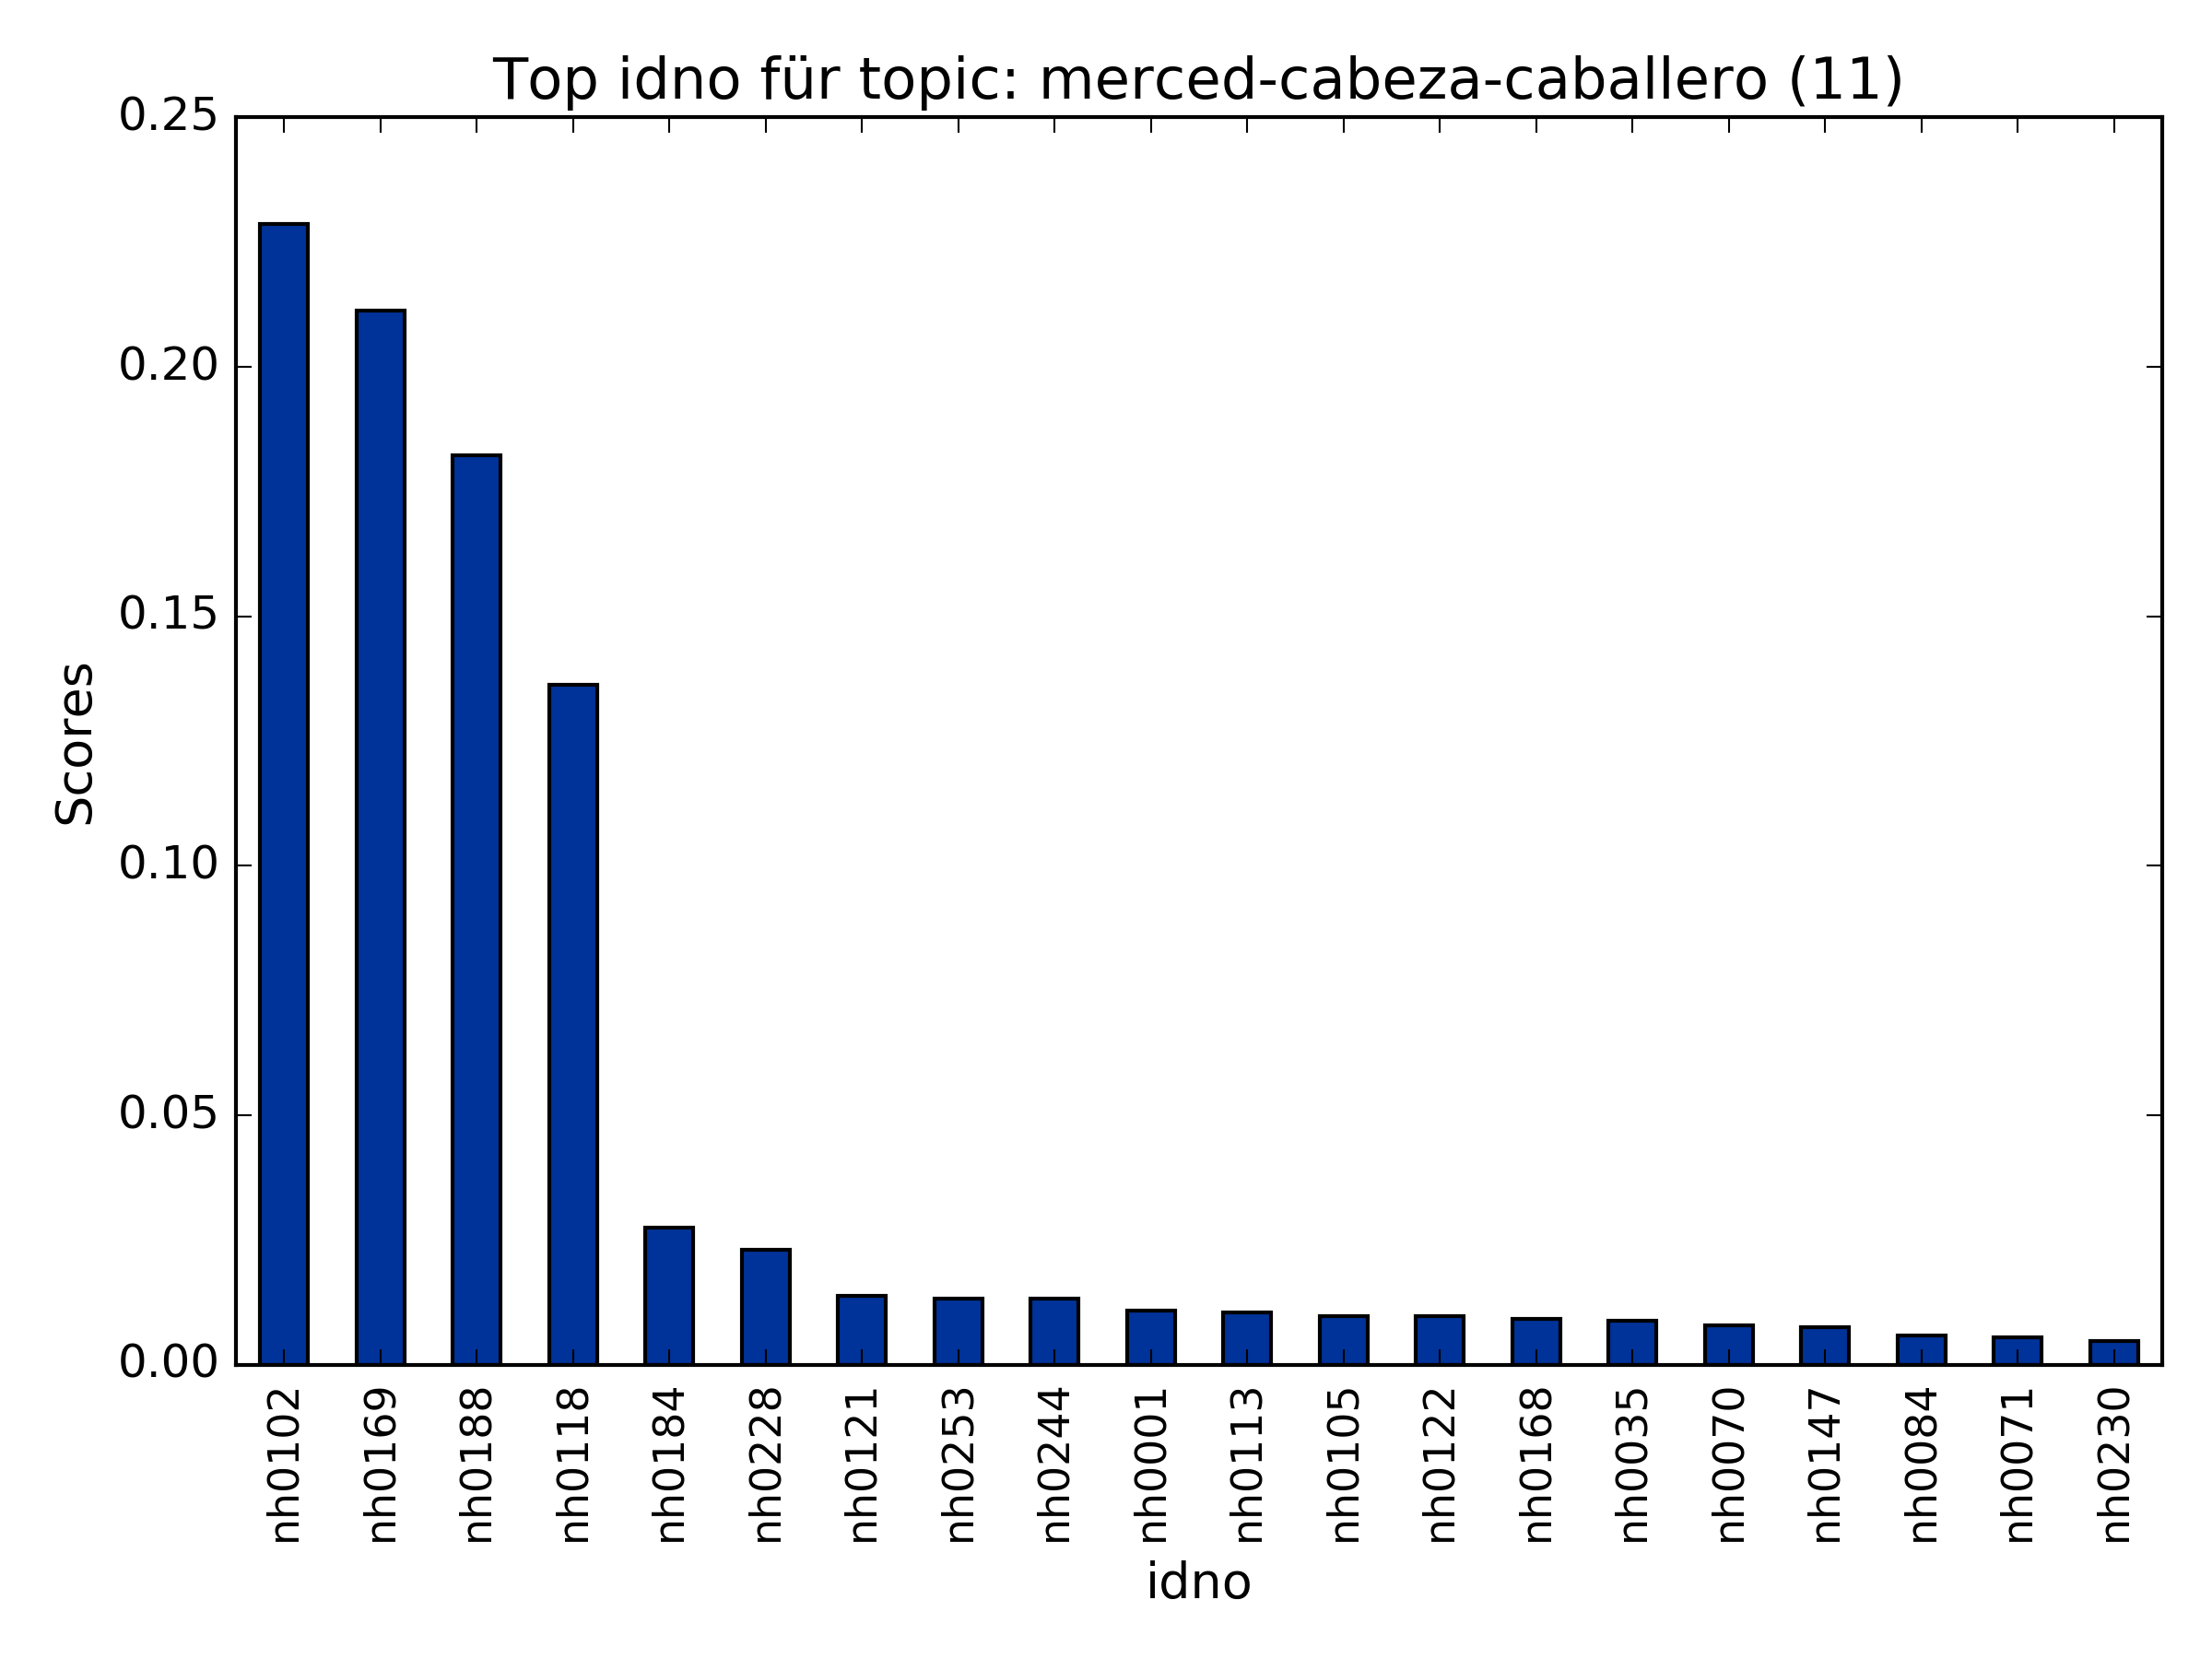 Top idno für topic: merced-cabeza-caballero (11)
0.25
0.20
0.15
0.10
0.05
0.00
Scores
nh0102
nh0169
nh0188
nh0118
nh0184
nh0228
nh0121
nh0253
nh0244
nh0001
nh0113
nh0105
nh0122
nh0168
nh0035
nh0070
nh0147
nh0084
nh0071
nh0230
idno